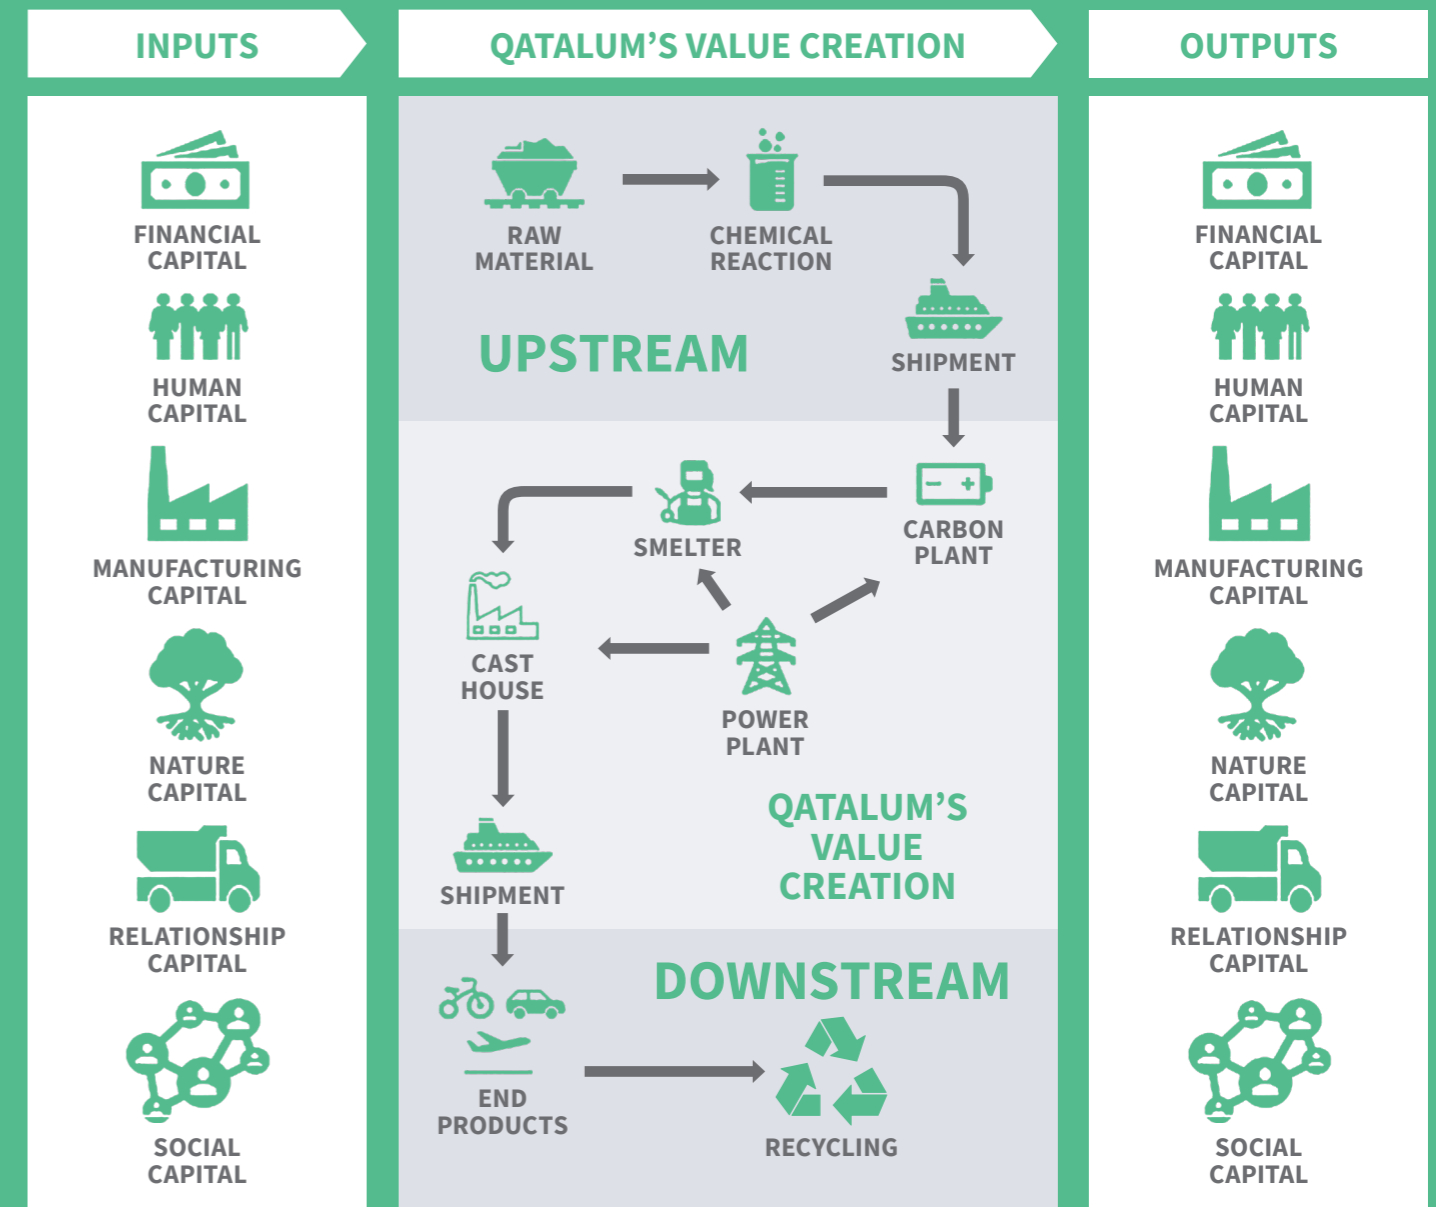 INPUTS
QATALUM’S VALUE CREATION
OUTPUTS
FINANCIAL
CAPITAL
HUMAN
CAPITAL
MANUFACTURING
CAPITAL
NATURE
CAPITAL
RELATIONSHIP
CAPITAL
SOCIAL
CAPITAL
RAW
MATERIAL
CHEMICAL
REACTION
UPSTREAM
SHIPMENT
SMELTER
CARBON
PLANT
CAST
HOUSE
POWER
PLANT
QATALUM’S
VALUE
CREATION
SHIPMENT
DOWNSTREAM
END
PRODUCTS
RECYCLING
FINANCIAL
CAPITAL
HUMAN
CAPITAL
MANUFACTURING
CAPITAL
NATURE
CAPITAL
RELATIONSHIP
CAPITAL
SOCIAL
CAPITAL